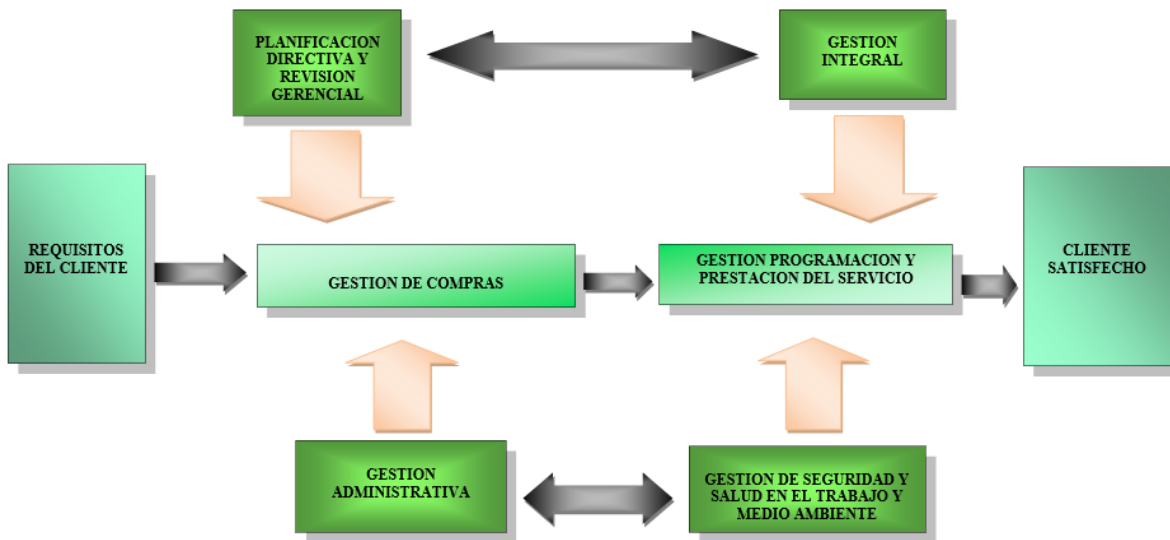 PLANIFICACION
DIRECTIVA Y
REVISION
GERENCIAL
GESTION
INTEGRAL
REQUISITOS
DEL CLIENTE
GESTION DE COMPRAS
GESTION PROGRAMACION Y
PRESTACION DEL SERVICIO
CLIENTE
SATISFECHO
GESTION
ADMINISTRATIVA
GESTION DE SEGURIDAD Y
SALUD EN EL TRABAJO Y
MEDIO AMBIENTE